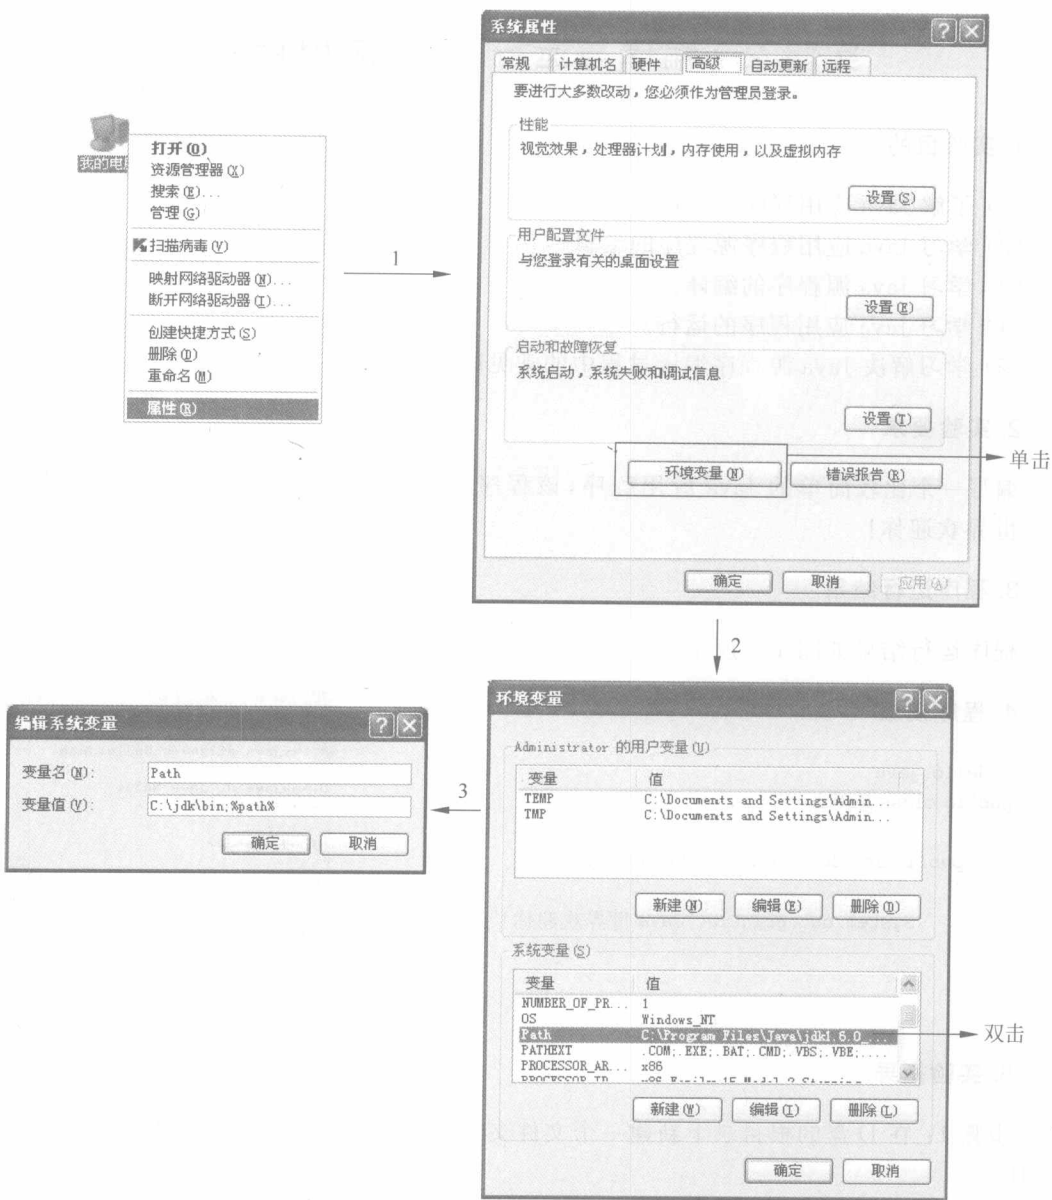 系统属性
常规 计算机名 硬件 高级 自动更新 远程
要进行大多数改动，您必须作为管理员登录。
性能
视觉效果，处理器计划，内存使用，以及虚拟内存
设置(S)
用户配置文件
与您登录有关的桌面设置
设置(E)
启动和故障恢复
系统启动，系统失败和调试信息
设置(T)
环境变量(N) 错误报告(R)
单击
确定 取消 应用(A)
我的电脑
打开(O)
资源管理器(X)
搜索(E)...
管理(G)
扫描病毒(V)
映射网络驱动器(N)...
断开网络驱动器(I)...
创建快捷方式(S)
删除(D)
重命名(M)
属性(R)
1
2
环境变量
Administrator 的用户变量(U)
变量 值
TEMP C:\Documents and Settings\Admin...
TMP C:\Documents and Settings\Admin...
新建(N) 编辑(E) 删除(D)
系统变量(S)
变量 值
NUMBER_OF_PR... 1
OS Windows_NT
Path C:\Program Files\Java\jdk1.6.0_...
PATHEXT .COM;.EXE;.BAT;.CMD;.VBS;.VBE;....
PROCESSOR_AR... x86
双击
新建(W) 编辑(I) 删除(L)
确定 取消
3
编辑系统变量
变量名(N): Path
变量值(V): C:\jdk\bin;%path%
确定 取消